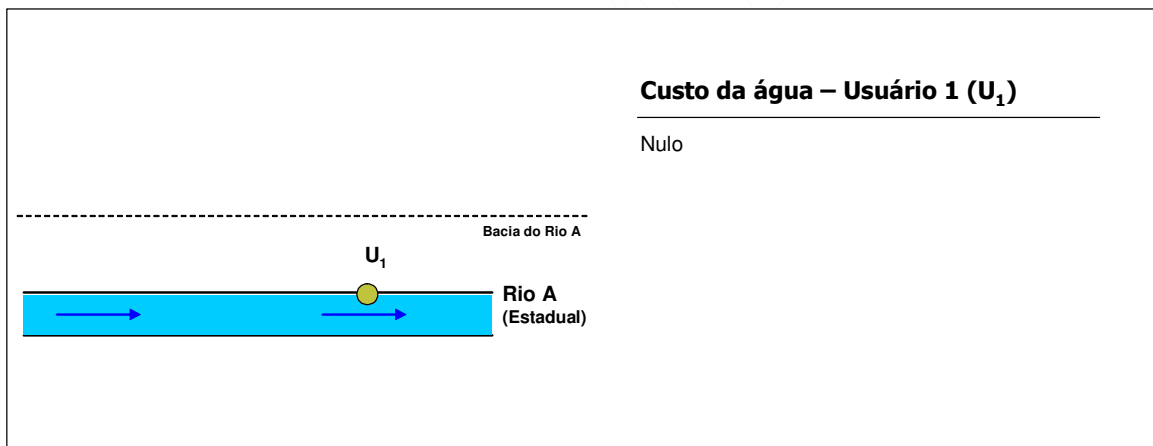 Custo da água – Usuário 1 (U₁)
Nulo
Bacia do Rio A
U₁
Rio A
(Estadual)